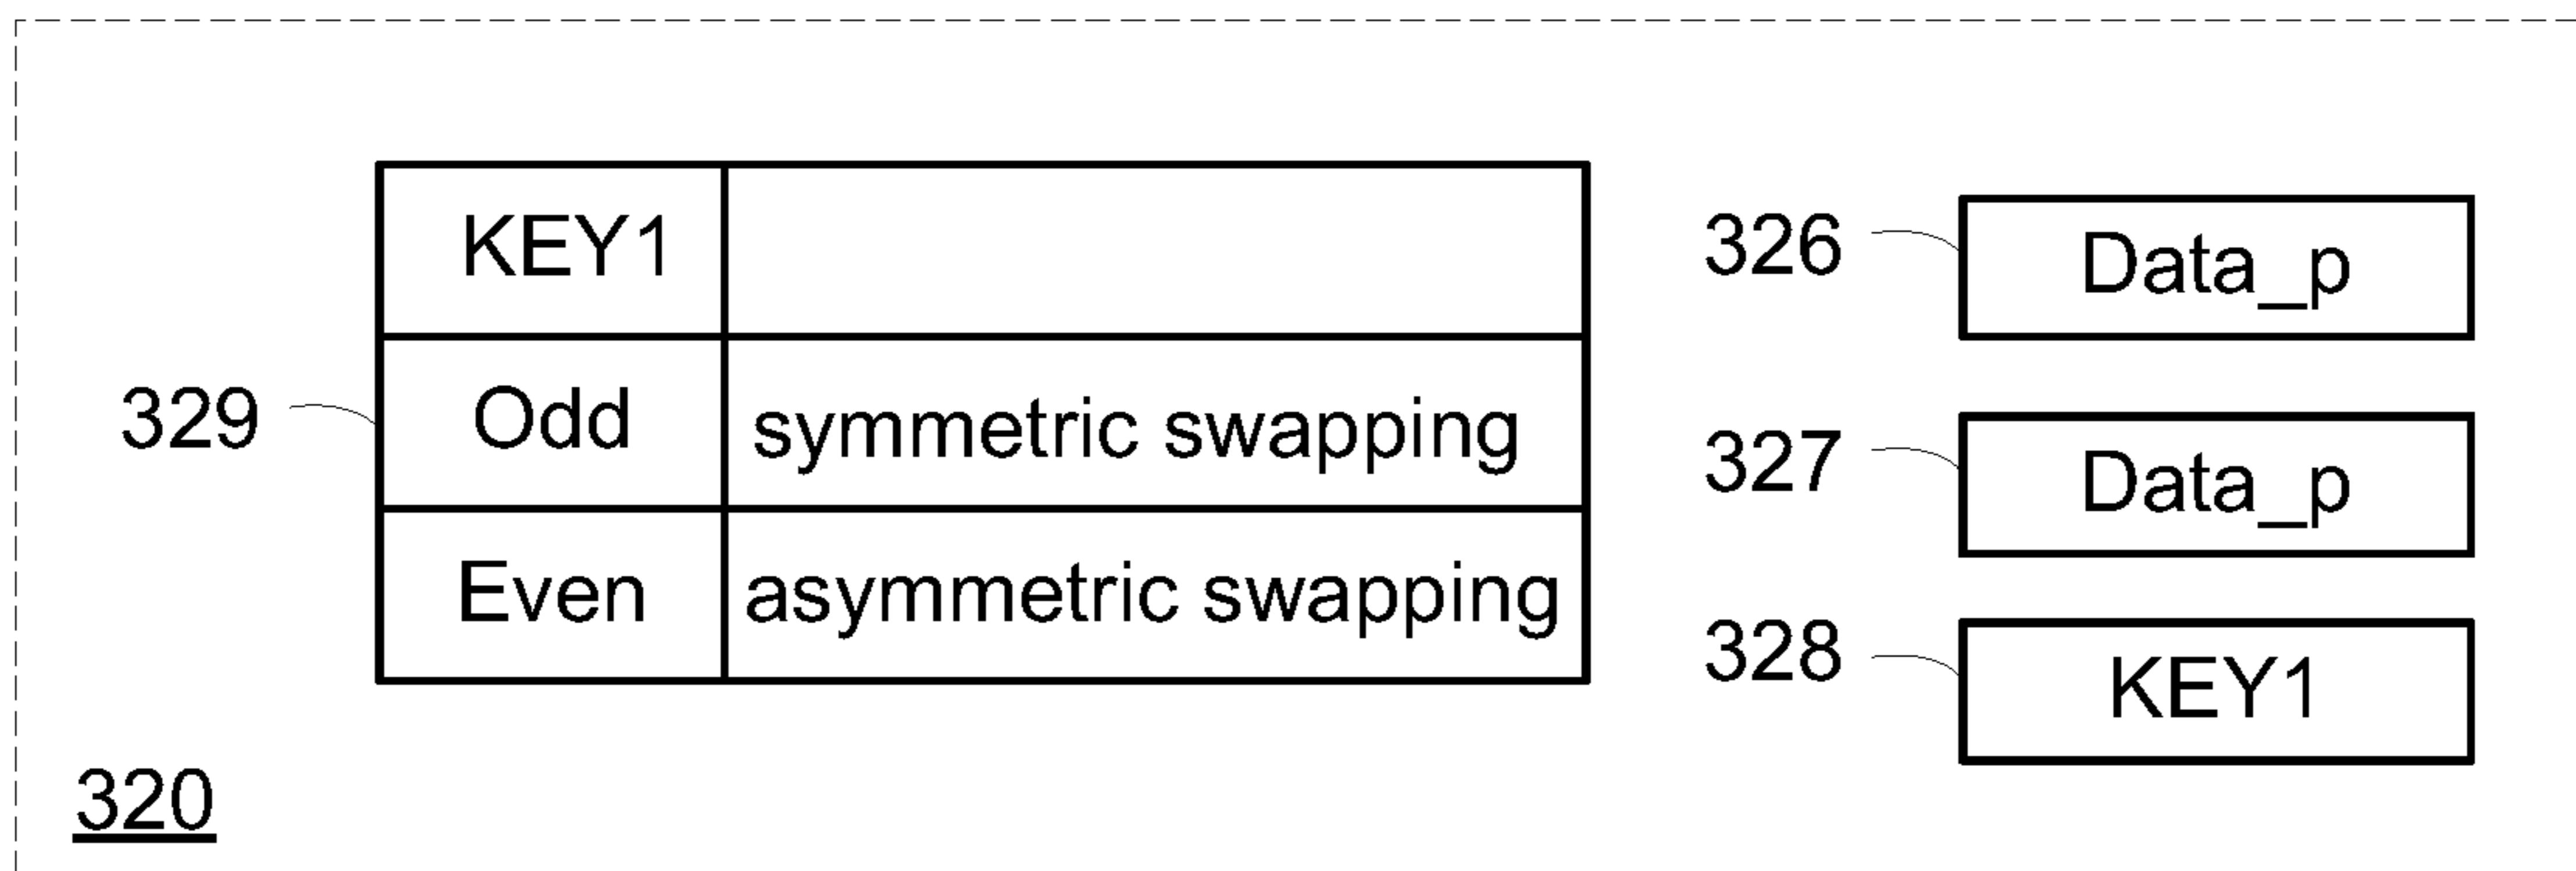 KEY1
329 Odd symmetric swapping
Even asymmetric swapping
326 Data_p
327 Data_p
328 KEY1
320